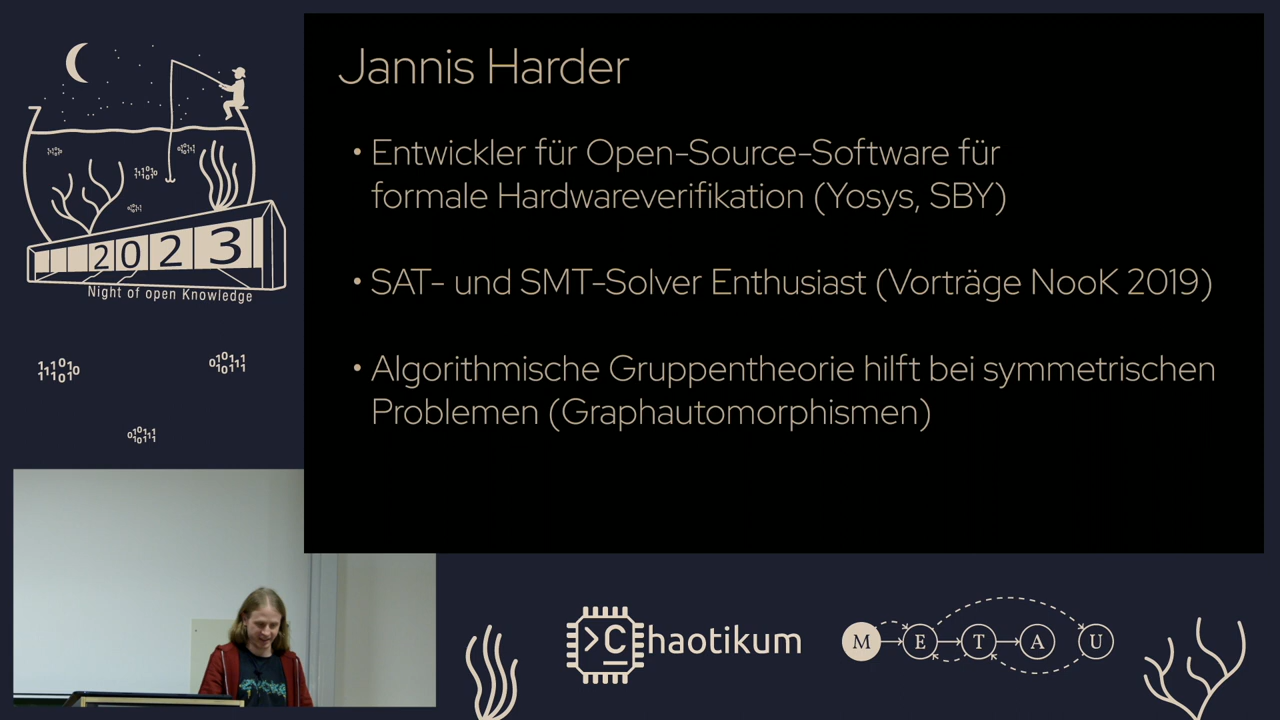 Jannis Harder
• Entwickler für Open-Source-Software für
formale Hardwareverifikation (Yosys, SBY)
• SAT- und SMT-Solver Enthusiast (Vorträge NooK 2019)
• Algorithmische Gruppentheorie hilft bei symmetrischen
Problemen (Graphautomorphismen)
2023
Night of open Knowledge
>Chaotikum
M E T A U